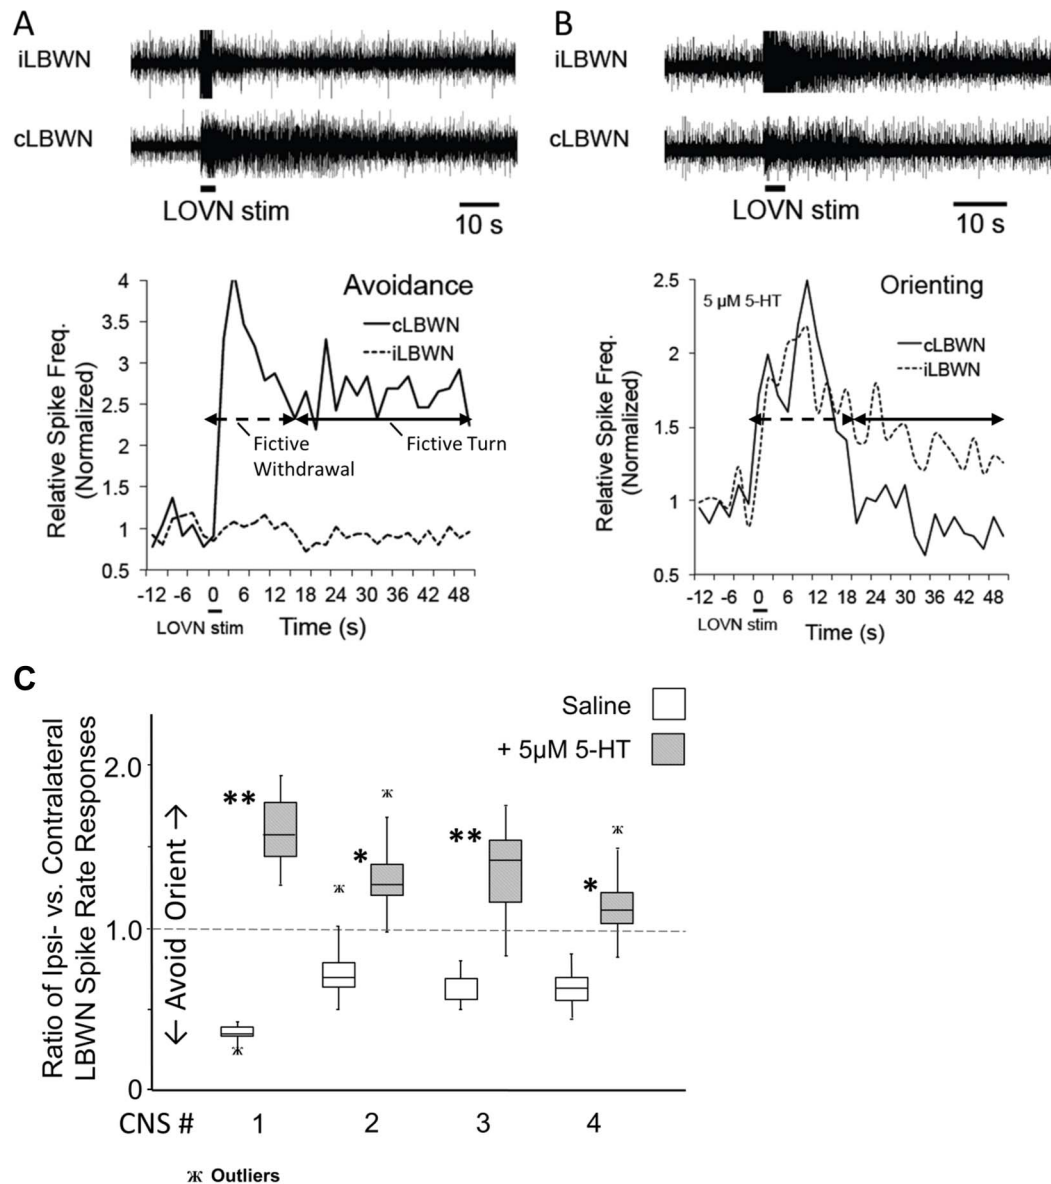 A
iLBWN
cLBWN
LOVN stim
10 s
B
iLBWN
cLBWN
LOVN stim
10 s
Relative Spike Freq.
(Normalized)
4
3.5
3
2.5
2
1.5
1
0.5
Avoidance
cLBWN
iLBWN
Fictive
Withdrawal
Fictive Turn
-12 -6 0 6 12 18 24 30 36 42 48
LOVN stim
Time (s)
Relative Spike Freq.
(Normalized)
2.5
2
1.5
1
0.5
5 µM 5-HT
Orienting
cLBWN
iLBWN
-12 -6 0 6 12 18 24 30 36 42 48
LOVN stim
Time (s)
C
Saline
+ 5µM 5-HT
Ratio of Ipsi- vs. Contralateral
LBWN Spike Rate Responses
← Avoid Orient →
2.0
1.0
0
**
*
**
*
ж
ж
ж
ж
CNS # 1 2 3 4
ж Outliers